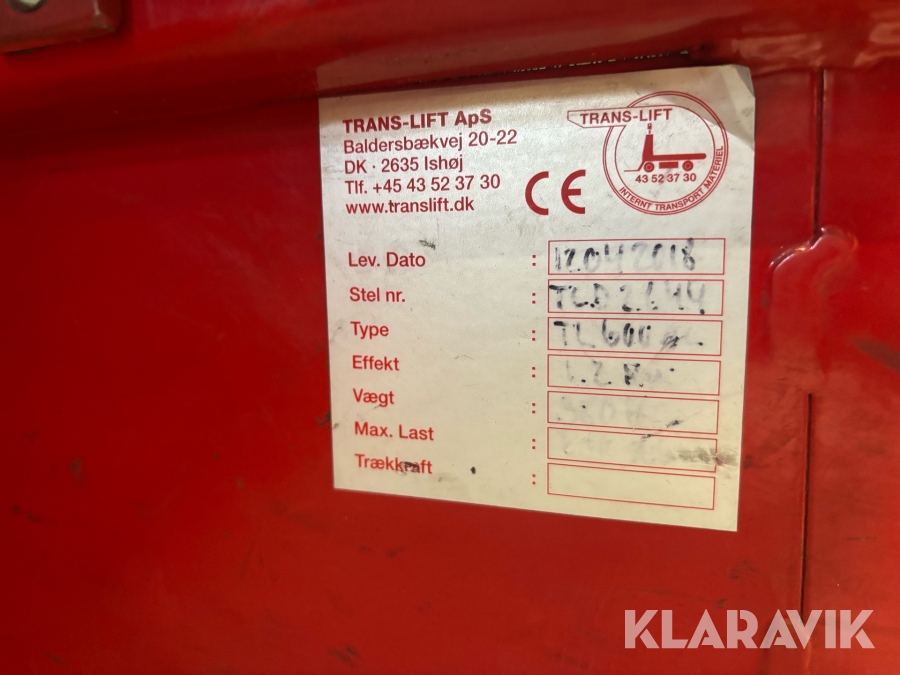 TRANS-LIFT ApS
Baldersbækvej 20-22
DK · 2635 Ishøj
Tlf. +45 43 52 37 30
www.translift.dk
CE
TRANS-LIFT
43 52 37 30
INTERNT TRANSPORT MATERIEL
Lev. Dato : 12042018
Stel nr. :
Type : TL600
Effekt :
Vægt :
Max. Last :
Trækkraft :
KLARAVIK